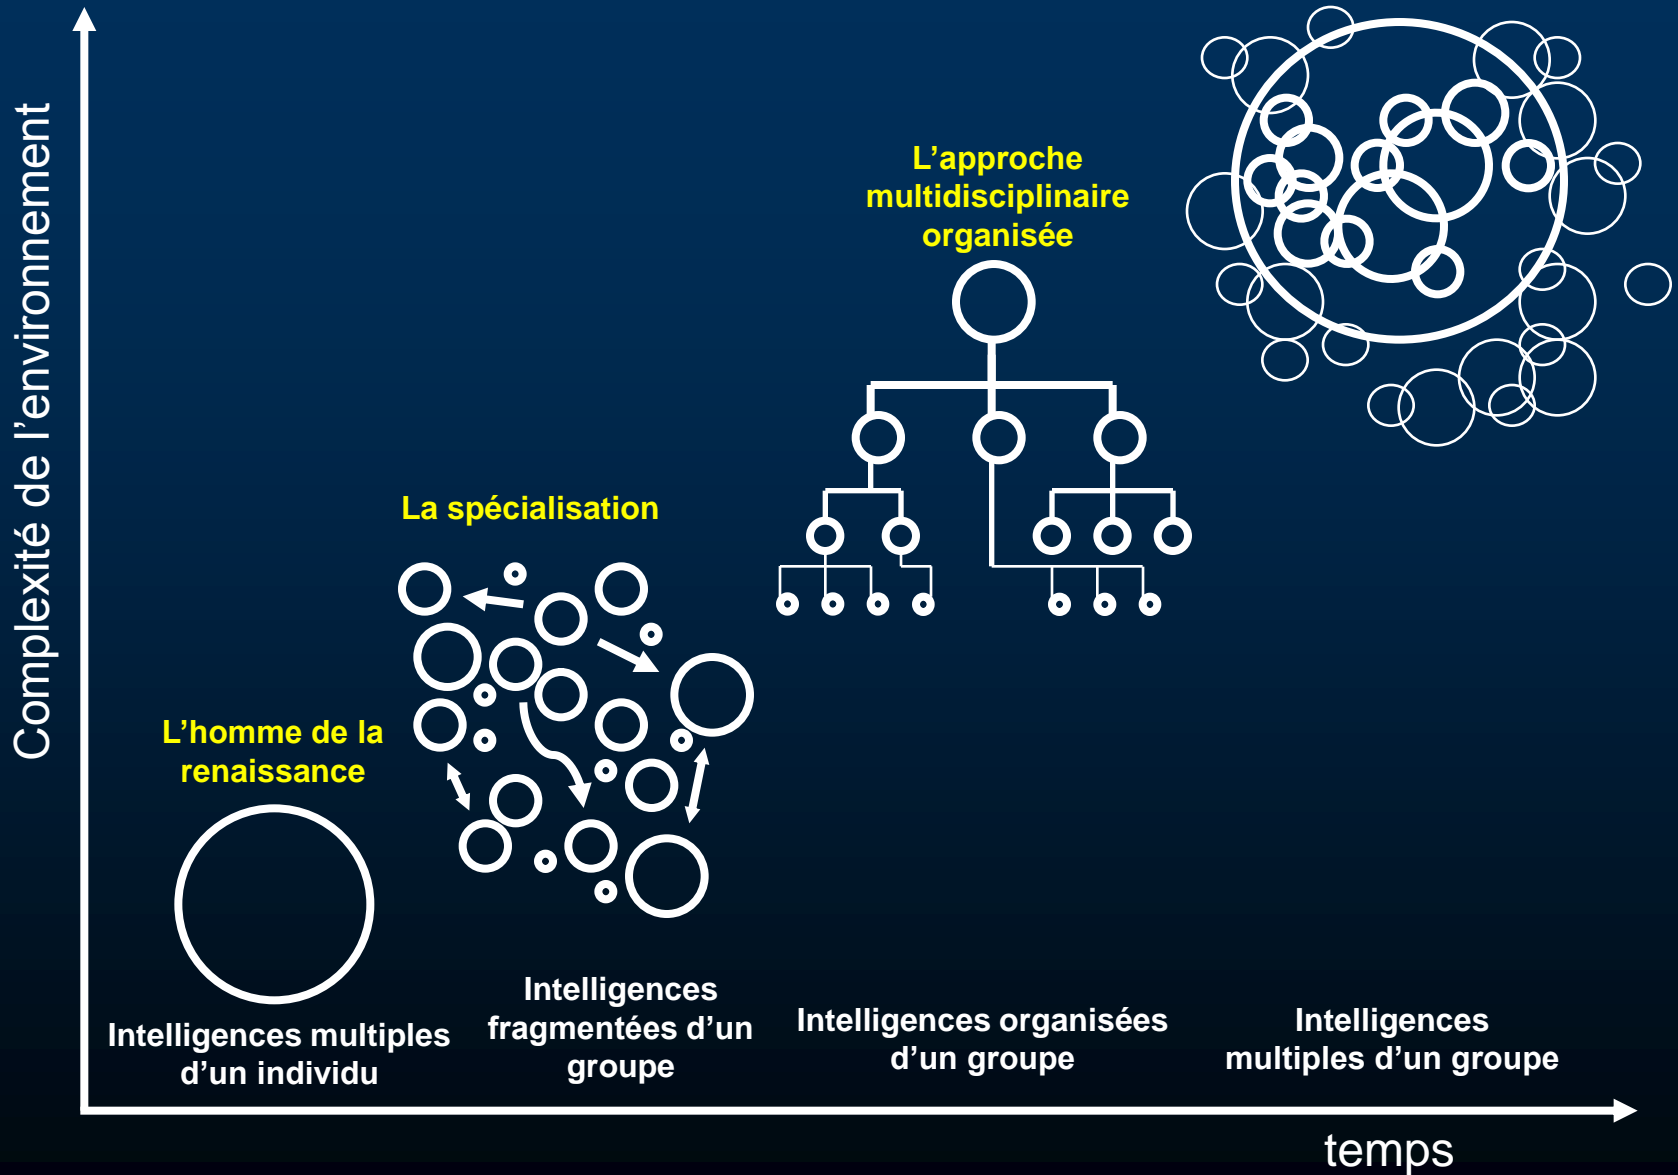 Complexité de l’environnement
L’approche
multidisciplinaire
organisée
La spécialisation
L’homme de la
renaissance
Intelligences multiples
d’un individu
Intelligences
fragmentées d’un
groupe
Intelligences organisées
d’un groupe
Intelligences
multiples d’un groupe
temps